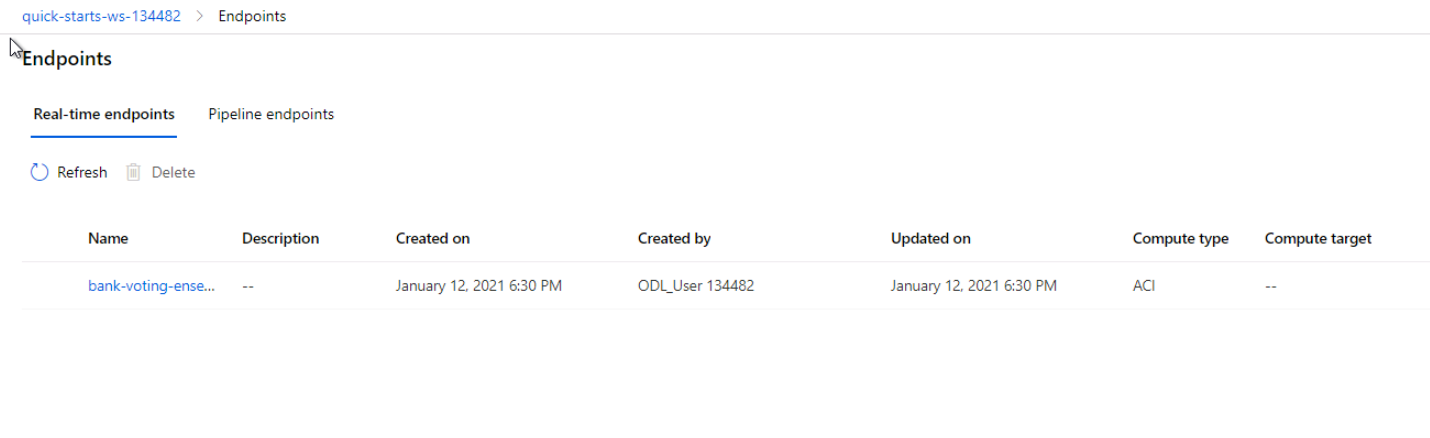 quick-starts-ws-134482 > Endpoints
Endpoints
Real-time endpoints Pipeline endpoints
Refresh Delete
Name Description Created on Created by Updated on Compute type Compute target
bank-voting-ense... -- January 12, 2021 6:30 PM ODL_User 134482 January 12, 2021 6:30 PM ACI --